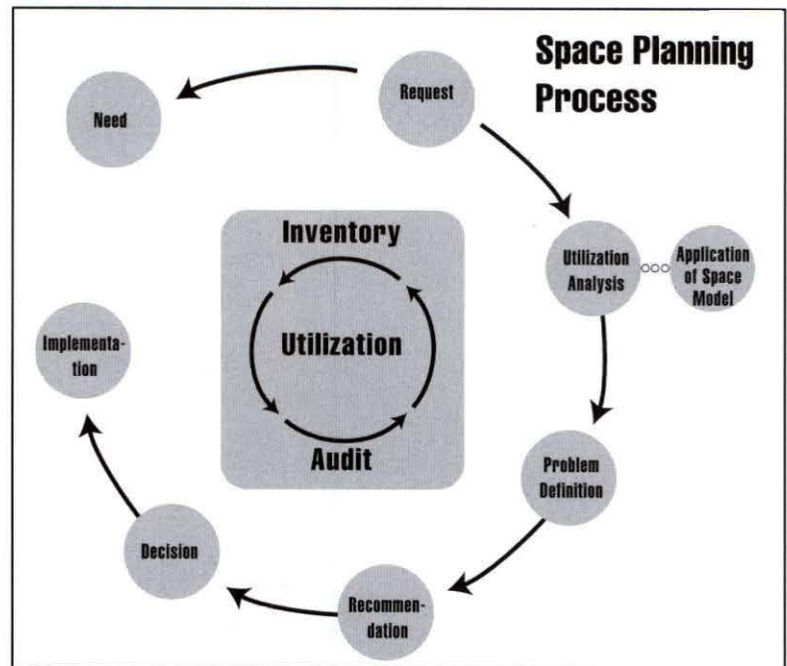 Space Planning
Process
Request
Need
Inventory
Utilization
Audit
Utilization
Analysis
Application
of Space
Model
Implementa-
tion
Problem
Definition
Decision
Recommen-
dation